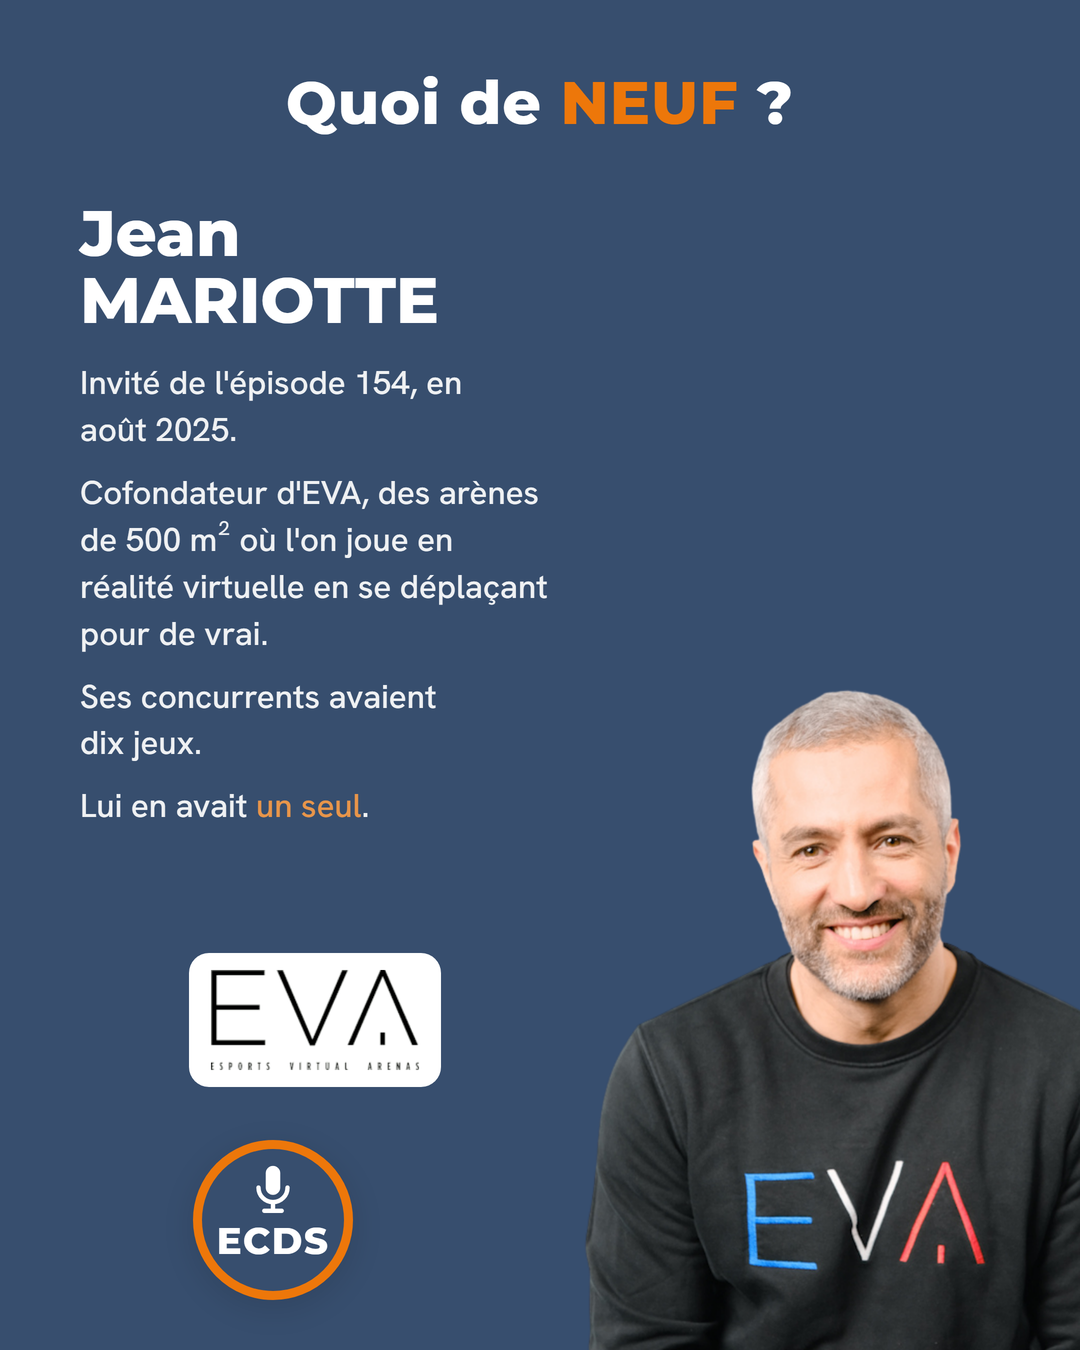 Quoi de NEUF ?
Jean
MARIOTTE
Invité de l'épisode 154, en
août 2025.
Cofondateur d'EVA, des arènes
de 500 m² où l'on joue en
réalité virtuelle en se déplaçant
pour de vrai.
Ses concurrents avaient
dix jeux.
Lui en avait un seul.
EVA
ESPORTS VIRTUAL ARENAS
ECDS
EVA